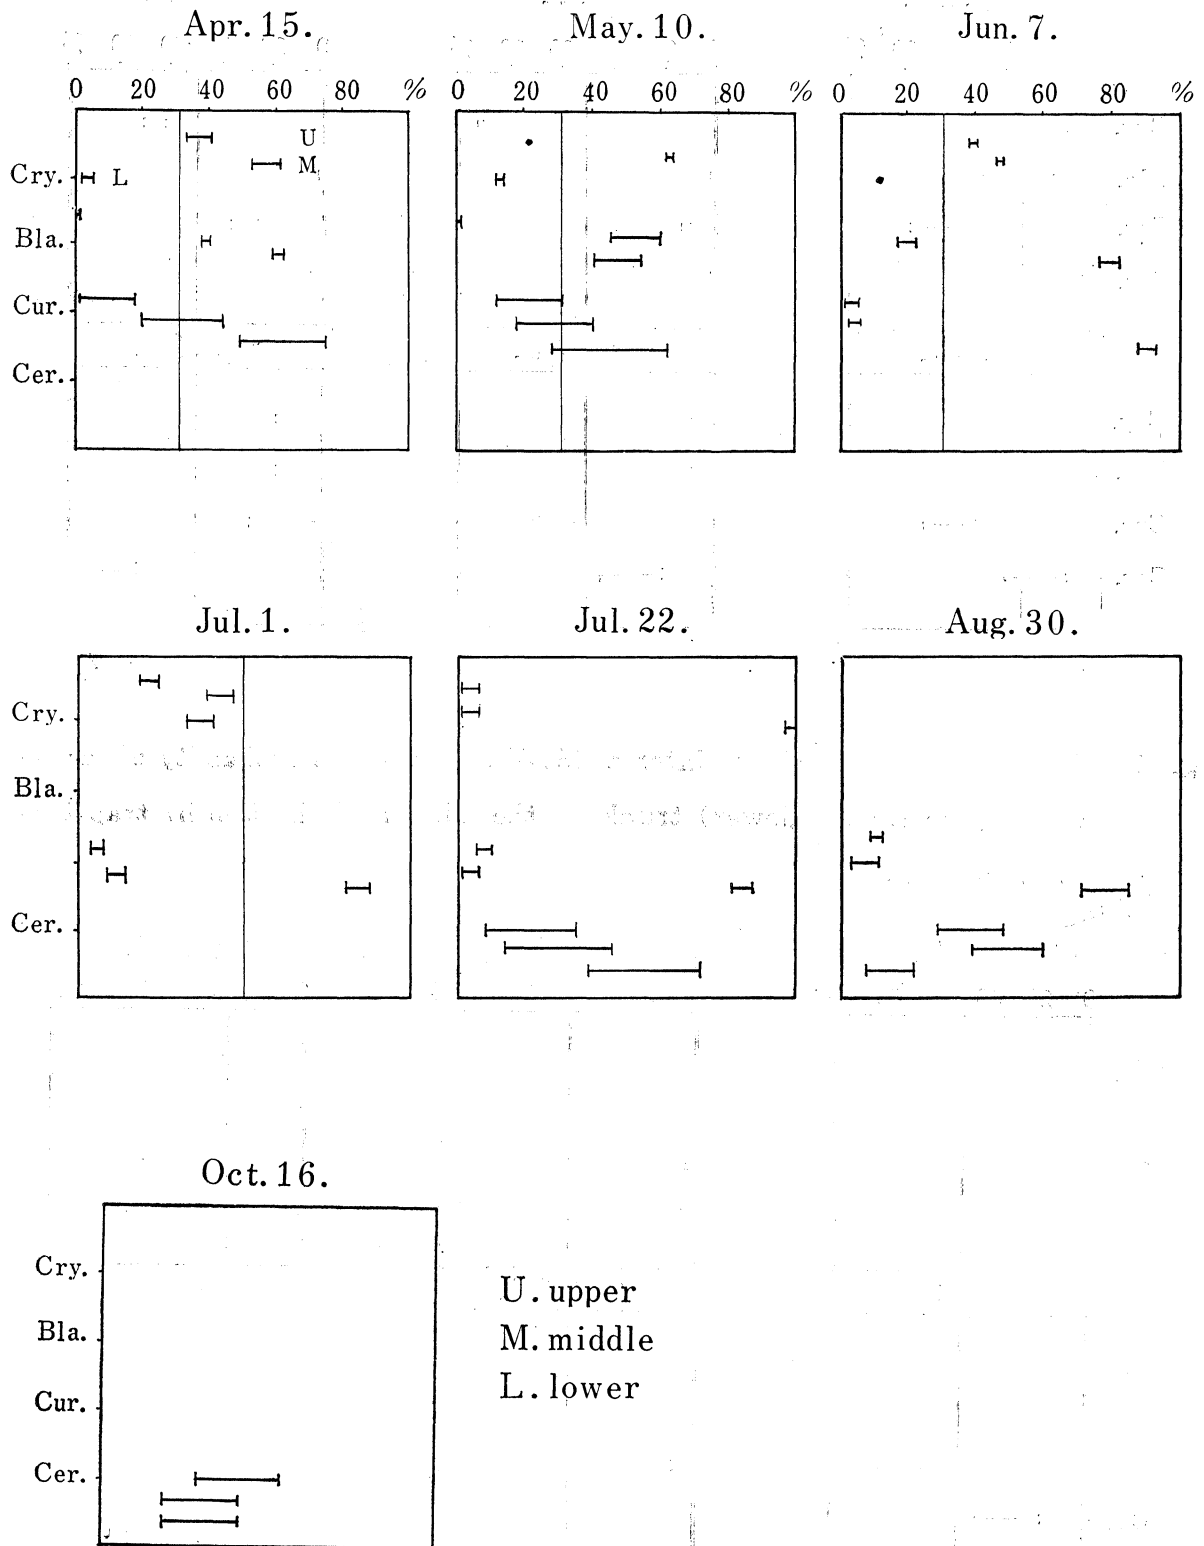 Apr. 15. May. 10. Jun. 7.
0 20 40 60 80 % 0 20 40 60 80 % 0 20 40 60 80 %
U
M
Cry. L
Bla.
Cur.
Cer.
Jul. 1. Jul. 22. Aug. 30.
Cry.
Bla.
Cer.
Oct. 16.
Cry.
Bla.
Cur.
Cer.
U. upper
M. middle
L. lower